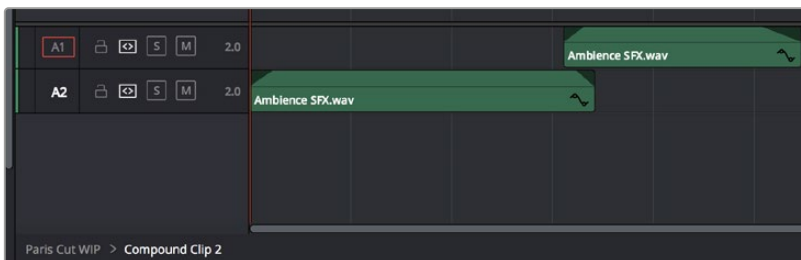 A1 S M 2.0 Ambience SFX.wav
A2 S M 2.0 Ambience SFX.wav
Paris Cut WIP > Compound Clip 2